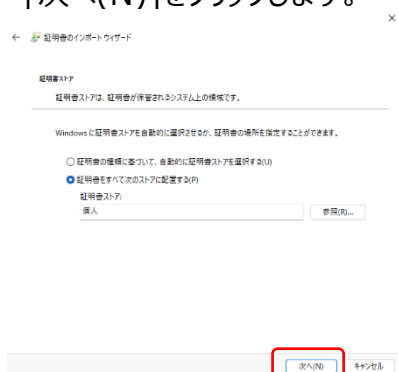 「次へ(N)」をクリックします。
証明書のインポート ウィザード
証明書ストア
証明書ストアは、証明書が保管されるシステム上の領域です。
Windows に証明書ストアを自動的に選択させるか、証明書の場所を指定することができます。
証明書の種類に基づいて、自動的に証明書ストアを選択する(U)
証明書をすべて次のストアに配置する(P)
証明書ストア:
個人
参照(R)...
次へ(N)
キャンセル